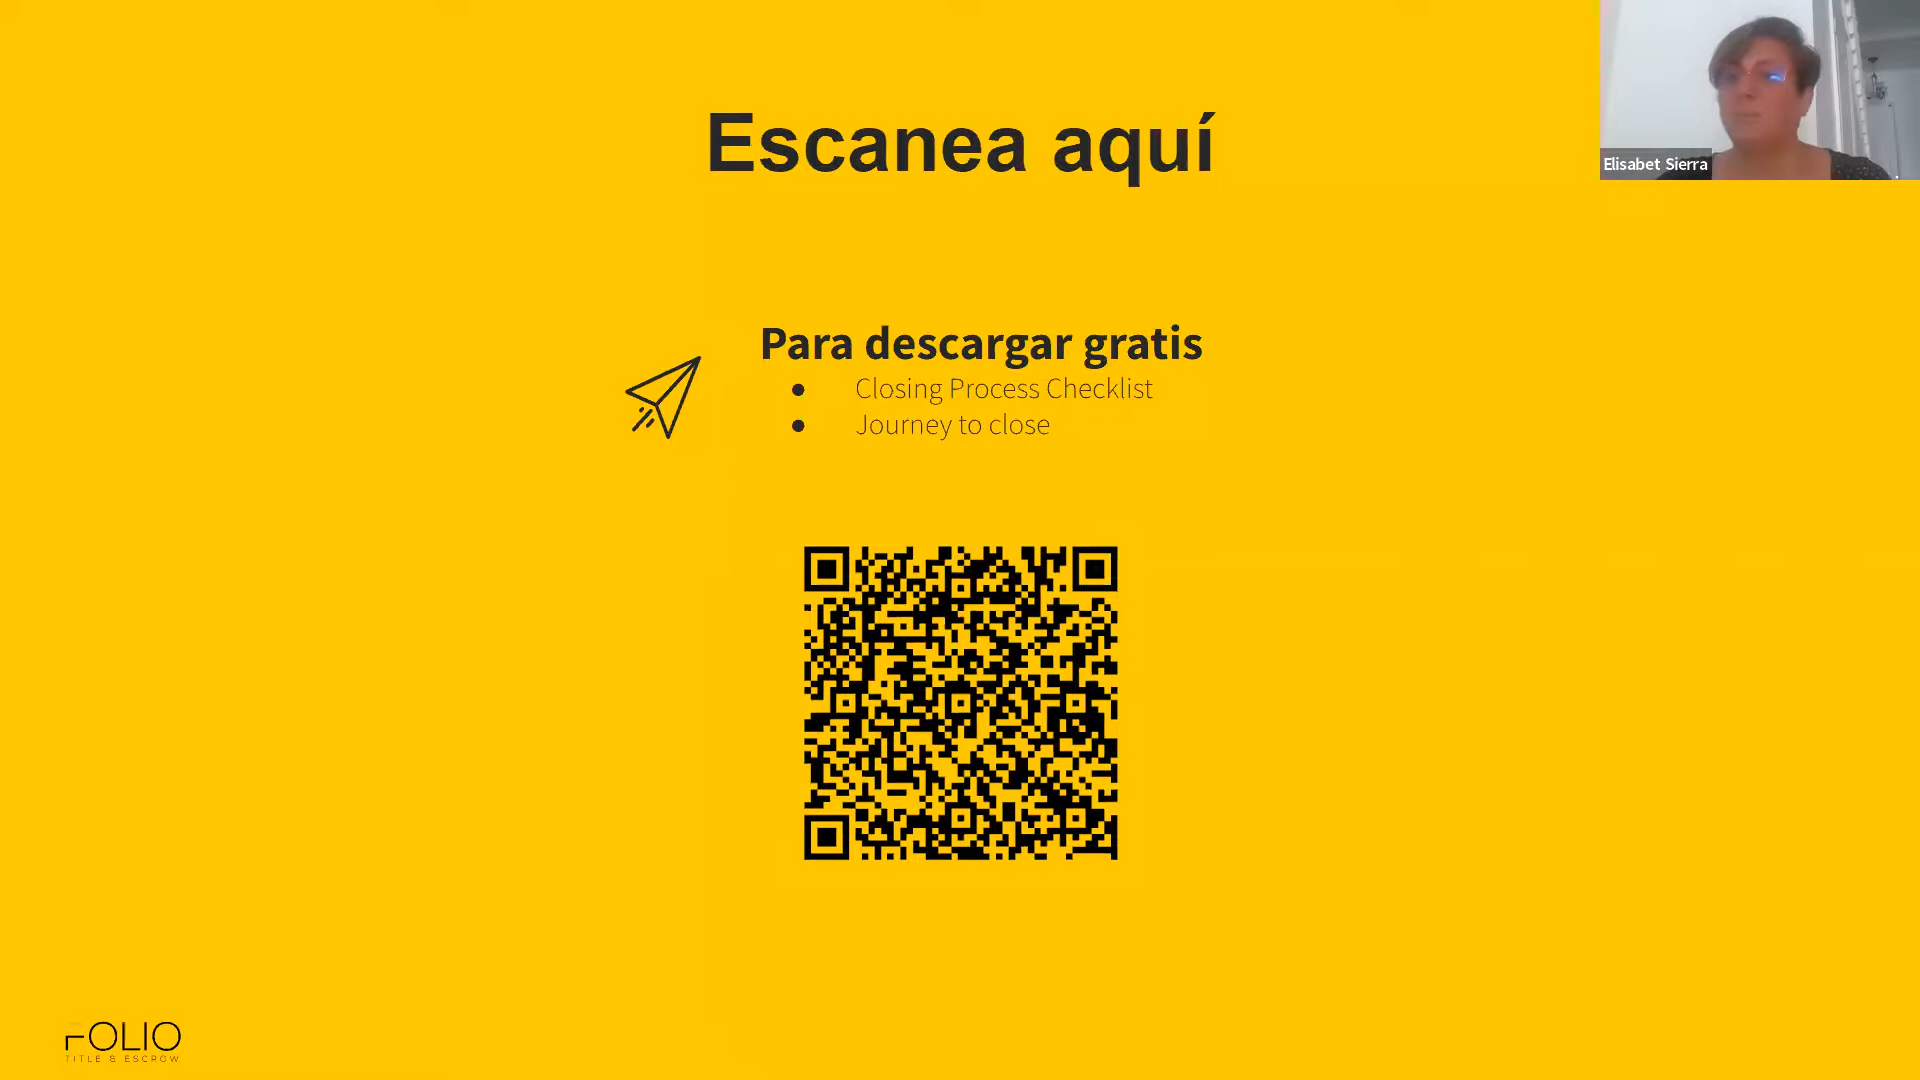 Escanea aquí
Elisabet Sierra
Para descargar gratis
● Closing Process Checklist
● Journey to close
FOLIO
TITLE & ESCROW